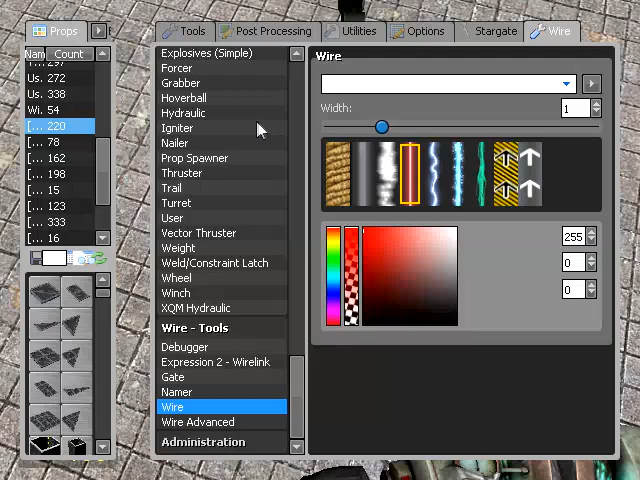 Props
Tools
Post Processing
Utilities
Options
Stargate
Wire
Nam
Count
Us. 272
Us. 338
Wi. 54
[... 220
[... 78
[... 162
[... 198
[... 15
[... 123
[... 333
[... 16
Explosives (Simple)
Forcer
Grabber
Hoverball
Hydraulic
Igniter
Nailer
Prop Spawner
Thruster
Trail
Turret
User
Vector Thruster
Weight
Weld/Constraint Latch
Wheel
Winch
XQM Hydraulic
Wire - Tools
Debugger
Expression 2 - Wirelink
Gate
Namer
Wire
Wire Advanced
Administration
Wire
Width:
1
255
0
0